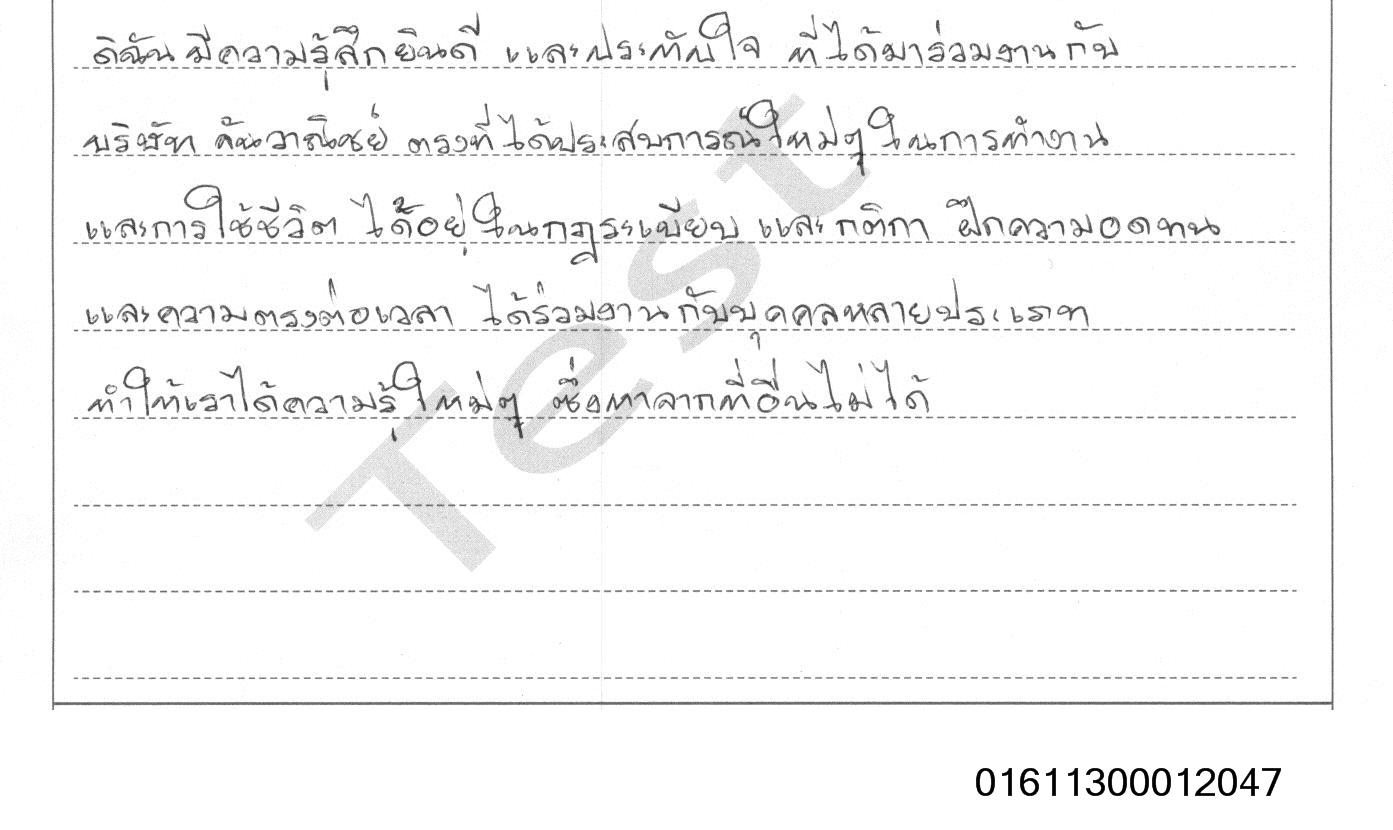 ดิฉันมีความรู้สึกยินดี และประทับใจ ที่ได้มาร่วมงานกับ
บริษัท ค้นวาณิชย์ ตรงที่ได้ประสบการณ์ใหม่ๆ ในการทำงาน
และการใช้ชีวิต ได้อยู่ในกฎระเบียบ และกติกา ฝึกความอดทน
และความตรงต่อเวลา ได้ร่วมงานกับบุคคลหลายประเภท
ทำให้เราได้ความรู้ใหม่ๆ ซึ่งหาจากที่อื่นไม่ได้
Test
01611300012047